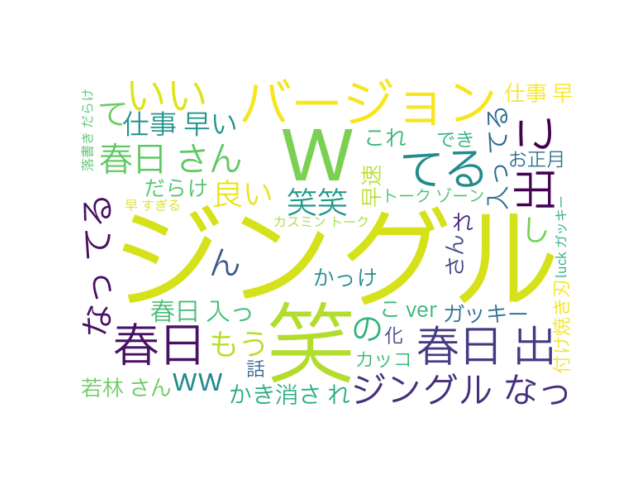 いい
バージョン
仕事 早
落書き だらけ
て
仕事 早い
w
これ
でき
入ってる
に
春日 さん
てる
お正月
だらけ
良い
笑笑
早速
トーク ゾーン
丑
早 すぎる
なっ てる
ジングル
カスミン トーク
さんれ
し
ん
かっけ
luck ガッキー
春日 入っ
笑
の
こ ver
ガッキー
付け焼き刃
春日
もう
化
春日 出
話
カッコ
若林 さん
ww
かき消さ れ
ジングル なっ